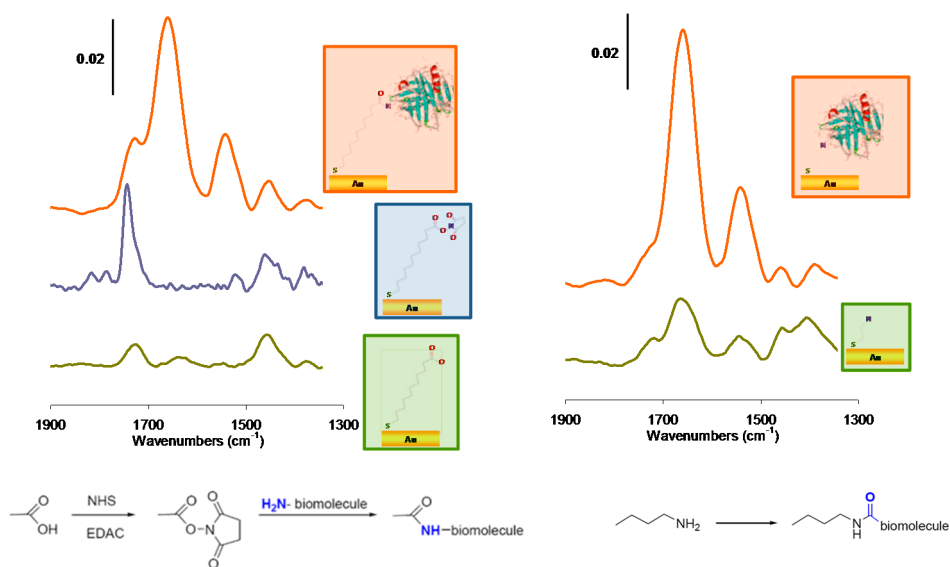 0.02
Au
S
O
N
Au
S
O
O
O
N
O
Au
S
O
O
1900
1700
1500
1300
Wavenumbers (cm⁻¹)
0.02
Au
S
N
Au
S
N
1900
1700
1500
1300
Wavenumbers (cm⁻¹)
O
OH
NHS
EDAC
O
O
O
N
O
H₂N- biomolecule
O
NH-biomolecule
NH₂
O
N
H
biomolecule